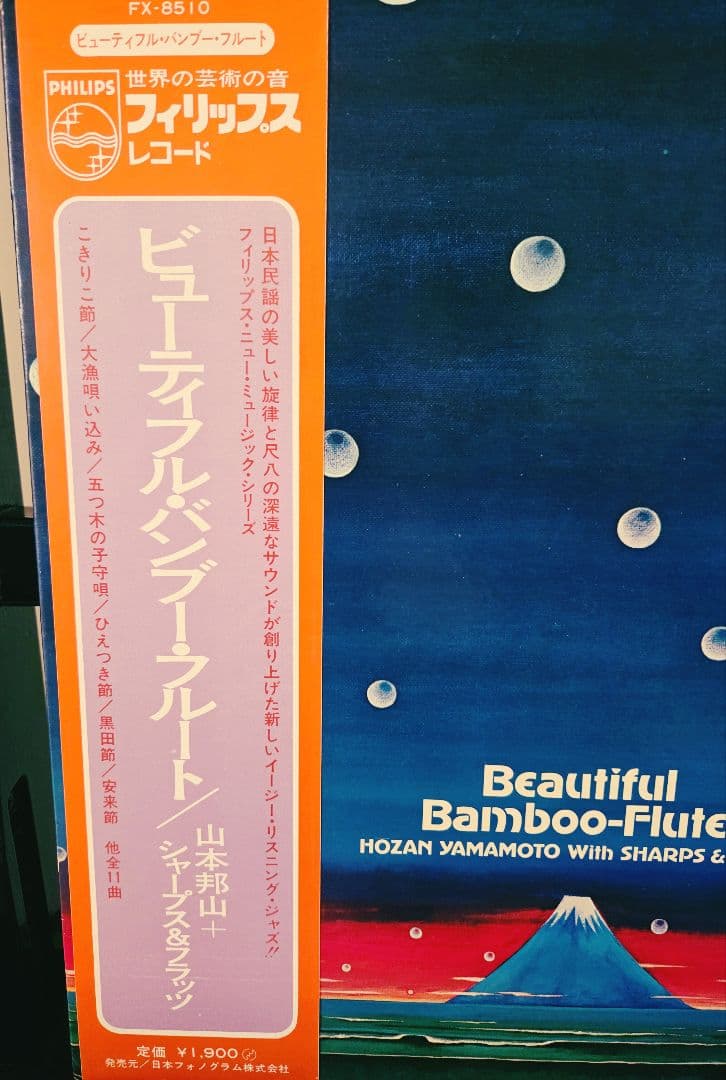 FX-8510
ビューティフル・バンブー・フルート
PHILIPS
世界の芸術の音
フィリップス
レコード
日本民謡の美しい旋律と尺八の深遠なサウンドが創り上げた新しいイージー・リスニング・ジャズ!!
フィリップス・ニュー・ミュージック・シリーズ
ビューティフル・バンブー・フルート/
山本邦山+
シャープス&フラッツ
こきりこ節/大漁唄い込み/五つ木の子守唄/ひえつき節/黒田節/安来節 他全11曲
定価 ¥1,900
発売元/日本フォノグラム株式会社
Beautiful
Bamboo-Flute
HOZAN YAMAMOTO With SHARPS &